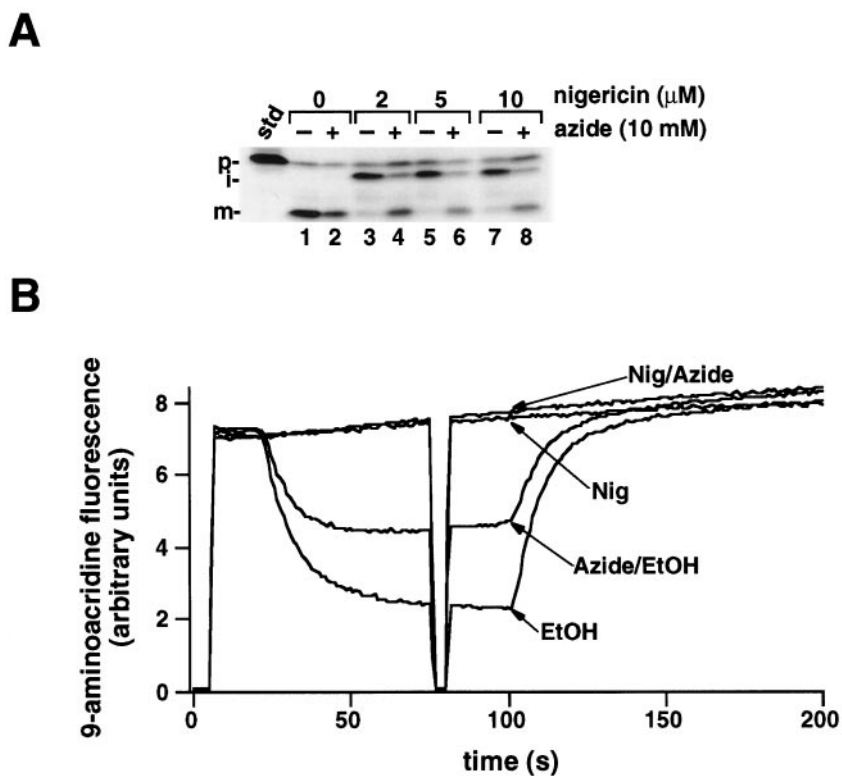 A
std
0 2 5 10 nigericin (μM)
− + − + − + − + azide (10 mM)
p-
i-
m-
1 2 3 4 5 6 7 8
B
9-aminoacridine fluorescence
(arbitrary units)
8
6
4
2
0
Nig/Azide
Nig
Azide/EtOH
EtOH
0 50 100 150 200
time (s)